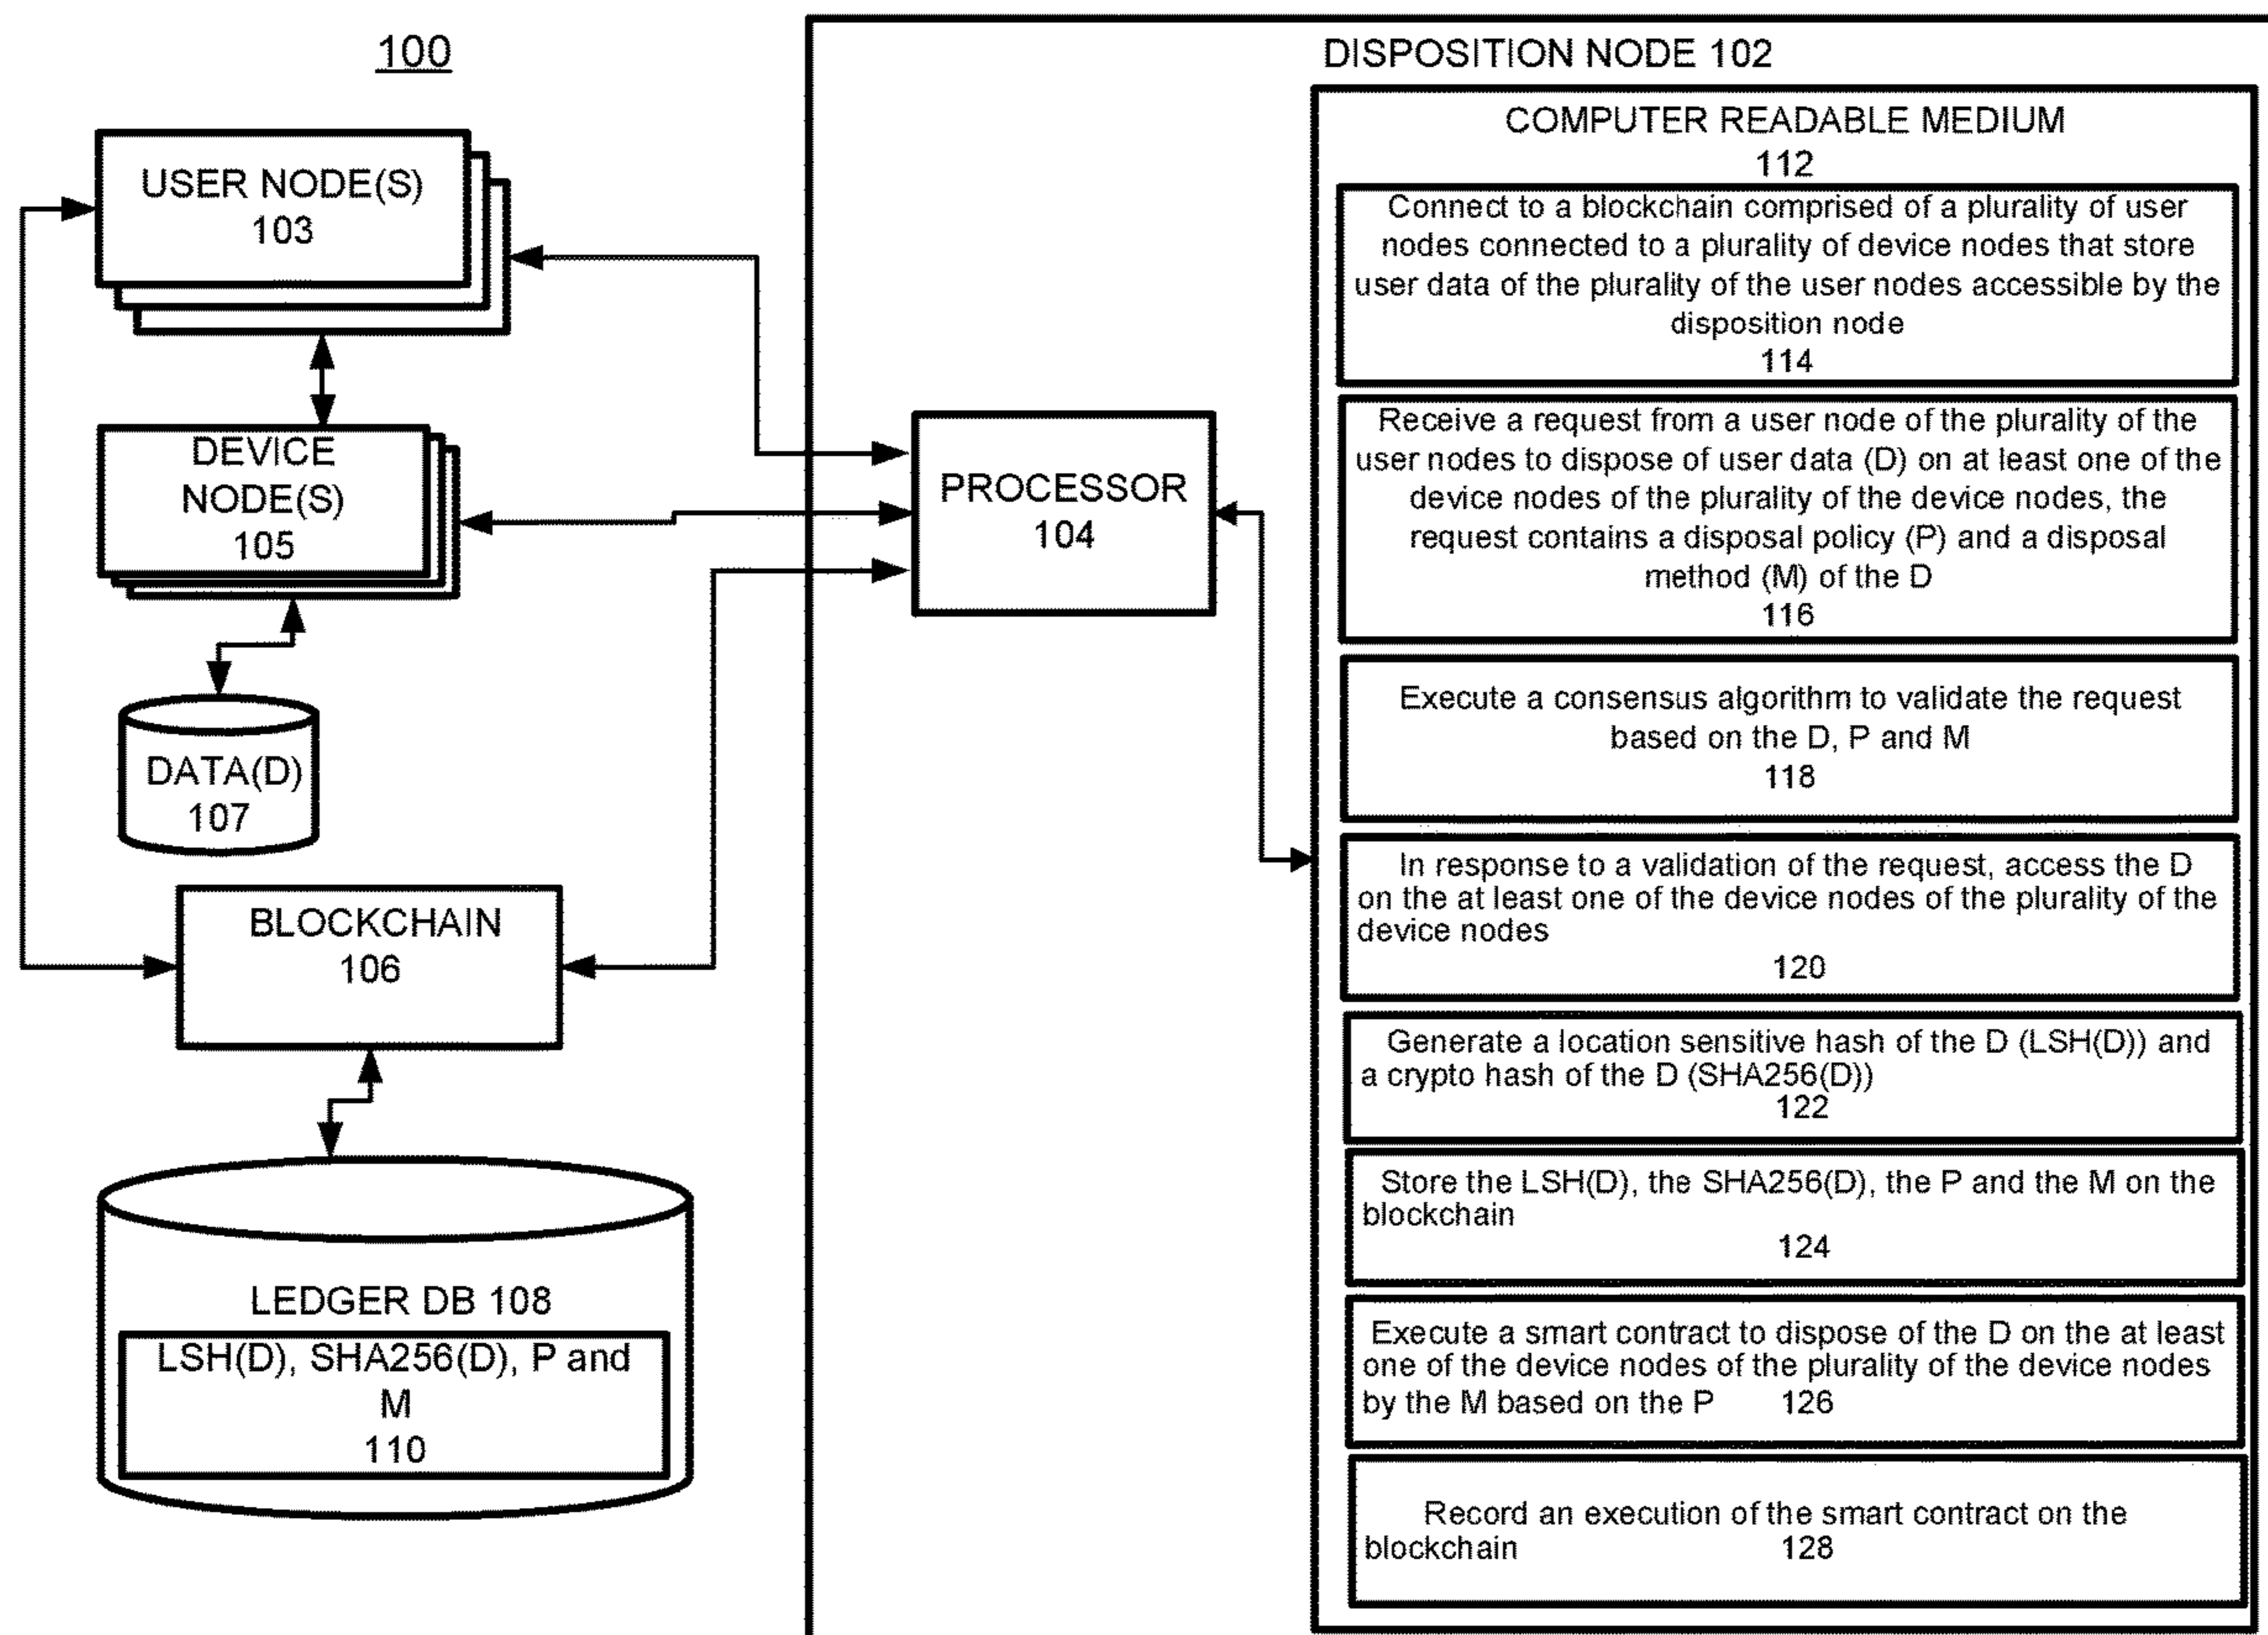 100
USER NODE(S)
103
DEVICE
NODE(S)
105
DATA(D)
107
BLOCKCHAIN
106
LEDGER DB 108
LSH(D), SHA256(D), P and
M
110
DISPOSITION NODE 102
PROCESSOR
104
COMPUTER READABLE MEDIUM
112
Connect to a blockchain comprised of a plurality of user
nodes connected to a plurality of device nodes that store
user data of the plurality of the user nodes accessible by the
disposition node
114
Receive a request from a user node of the plurality of the
user nodes to dispose of user data (D) on at least one of the
device nodes of the plurality of the device nodes, the
request contains a disposal policy (P) and a disposal
method (M) of the D
116
Execute a consensus algorithm to validate the request
based on the D, P and M
118
In response to a validation of the request, access the D
on the at least one of the device nodes of the plurality of the
device nodes
120
Generate a location sensitive hash of the D (LSH(D)) and
a crypto hash of the D (SHA256(D))
122
Store the LSH(D), the SHA256(D), the P and the M on the
blockchain
124
Execute a smart contract to dispose of the D on the at least
one of the device nodes of the plurality of the device nodes
by the M based on the P 126
Record an execution of the smart contract on the
blockchain 128